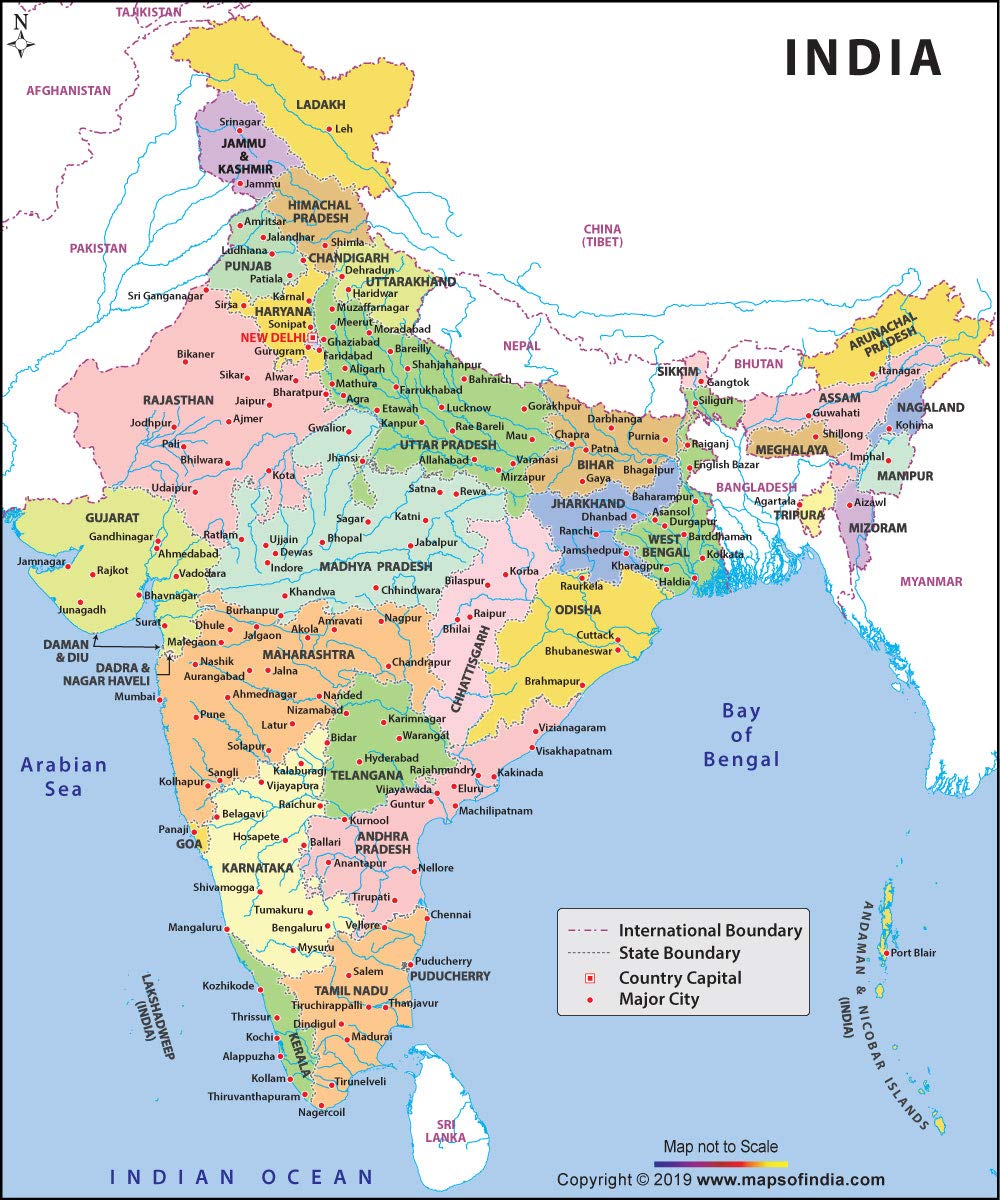 TAJIKISTAN
N
INDIA
AFGHANISTAN
LADAKH
Srinagar
Leh
JAMMU
&
KASHMIR
Jammu
HIMACHAL
PRADESH
Amritsar
Jalandhar
CHINA
(TIBET)
PAKISTAN
Ludhiana
Shimla
PUNJAB
CHANDIGARH
Patiala
Dehradun
UTTARAKHAND
Sri Ganganagar
Karnal
Haridwar
Sirsa
HARYANA
Muzaffarnagar
Sonipat
Meerut
Moradabad
NEW DELHI
Ghaziabad
NEPAL
Gurugram
Faridabad
Bareilly
Bikaner
Aligarh
Shahjahanpur
Sikar
Alwar
Mathura
Bahraich
Bharatpur
Agra
Farrukhabad
RAJASTHAN
Jaipur
Etawah
Lucknow
Gorakhpur
Jodhpur
Ajmer
Gwalior
Kanpur
Rae Bareli
Mau
Pali
UTTAR PRADESH
Bhilwara
Jhansi
Allahabad
Varanasi
Mirzapur
Kota
Udaipur
SIKKIM
Gangtok
BHUTAN
ARUNACHAL
PRADESH
Itanagar
Siliguri
ASSAM
Guwahati
NAGALAND
Kohima
Darbhanga
Chapra
Purnia
Patna
Raiganj
MEGHALAYA
Shillong
BIHAR
Bhagalpur
English Bazar
Imphal
Gaya
MANIPUR
BANGLADESH
JHARKHAND
Baharampur
Agartala
Aizawl
Dhanbad
Asansol
TRIPURA
Durgapur
MIZORAM
Ranchi
WEST
BENGAL
Barddhaman
Jamshedpur
Kolkata
Kharagpur
Haldia
MYANMAR
Satna
Rewa
GUJARAT
Sagar
Katni
Gandhinagar
Ratlam
Ujjain
Bhopal
Jabalpur
Ahmedabad
Dewas
Jamnagar
Indore
MADHYA PRADESH
Rajkot
Vadodara
Korba
Bilaspur
Raurkela
Bhavnagar
Khandwa
Chhindwara
Junagadh
Burhanpur
ODISHA
Surat
Dhule
Amravati
Nagpur
Raipur
Akola
Jalgaon
Bhilai
Cuttack
DAMAN
& DIU
Malegaon
MAHARASHTRA
Bhubaneswar
DADRA &
NAGAR HAVELI
Nashik
Chandrapur
CHHATTISGARH
Aurangabad
Jalna
Brahmapur
Mumbai
Ahmednagar
Nanded
Nizamabad
Pune
Karimnagar
Latur
Vizianagaram
Bidar
Warangal
Solapur
Visakhapatnam
Bay
of
Bengal
Arabian
Sea
Hyderabad
Sangli
Kalaburagi
TELANGANA
Rajahmundry
Kakinada
Kolhapur
Vijayapura
Vijayawada
Eluru
Raichur
Guntur
Machilipatnam
Belagavi
Kurnool
Panaji
GOA
Hosapete
Ballari
ANDHRA
PRADESH
KARNATAKA
Anantapur
Nellore
Shivamogga
Tirupati
Tumakuru
Chennai
Mangaluru
Bengaluru
Vellore
Mysuru
Puducherry
PUDUCHERRY
Salem
Kozhikode
TAMIL NADU
Tiruchirappalli
Thanjavur
Thrissur
Dindigul
Kochi
Madurai
KERALA
Alappuzha
Kollam
Tirunelveli
Thiruvanthapuram
Nagercoil
LAKSHADWEEP
(INDIA)
SRI
LANKA
International Boundary
State Boundary
Country Capital
Major City
Port Blair
ANDAMAN & NICOBAR ISLANDS
(INDIA)
Map not to Scale
INDIAN OCEAN
Copyright © 2019 www.mapsofindia.com